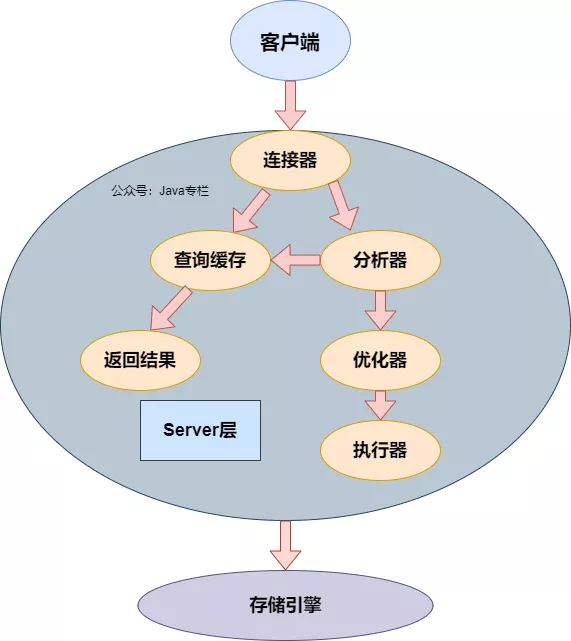 客户端
连接器
公众号：Java专栏
查询缓存
分析器
返回结果
优化器
Server层
执行器
存储引擎